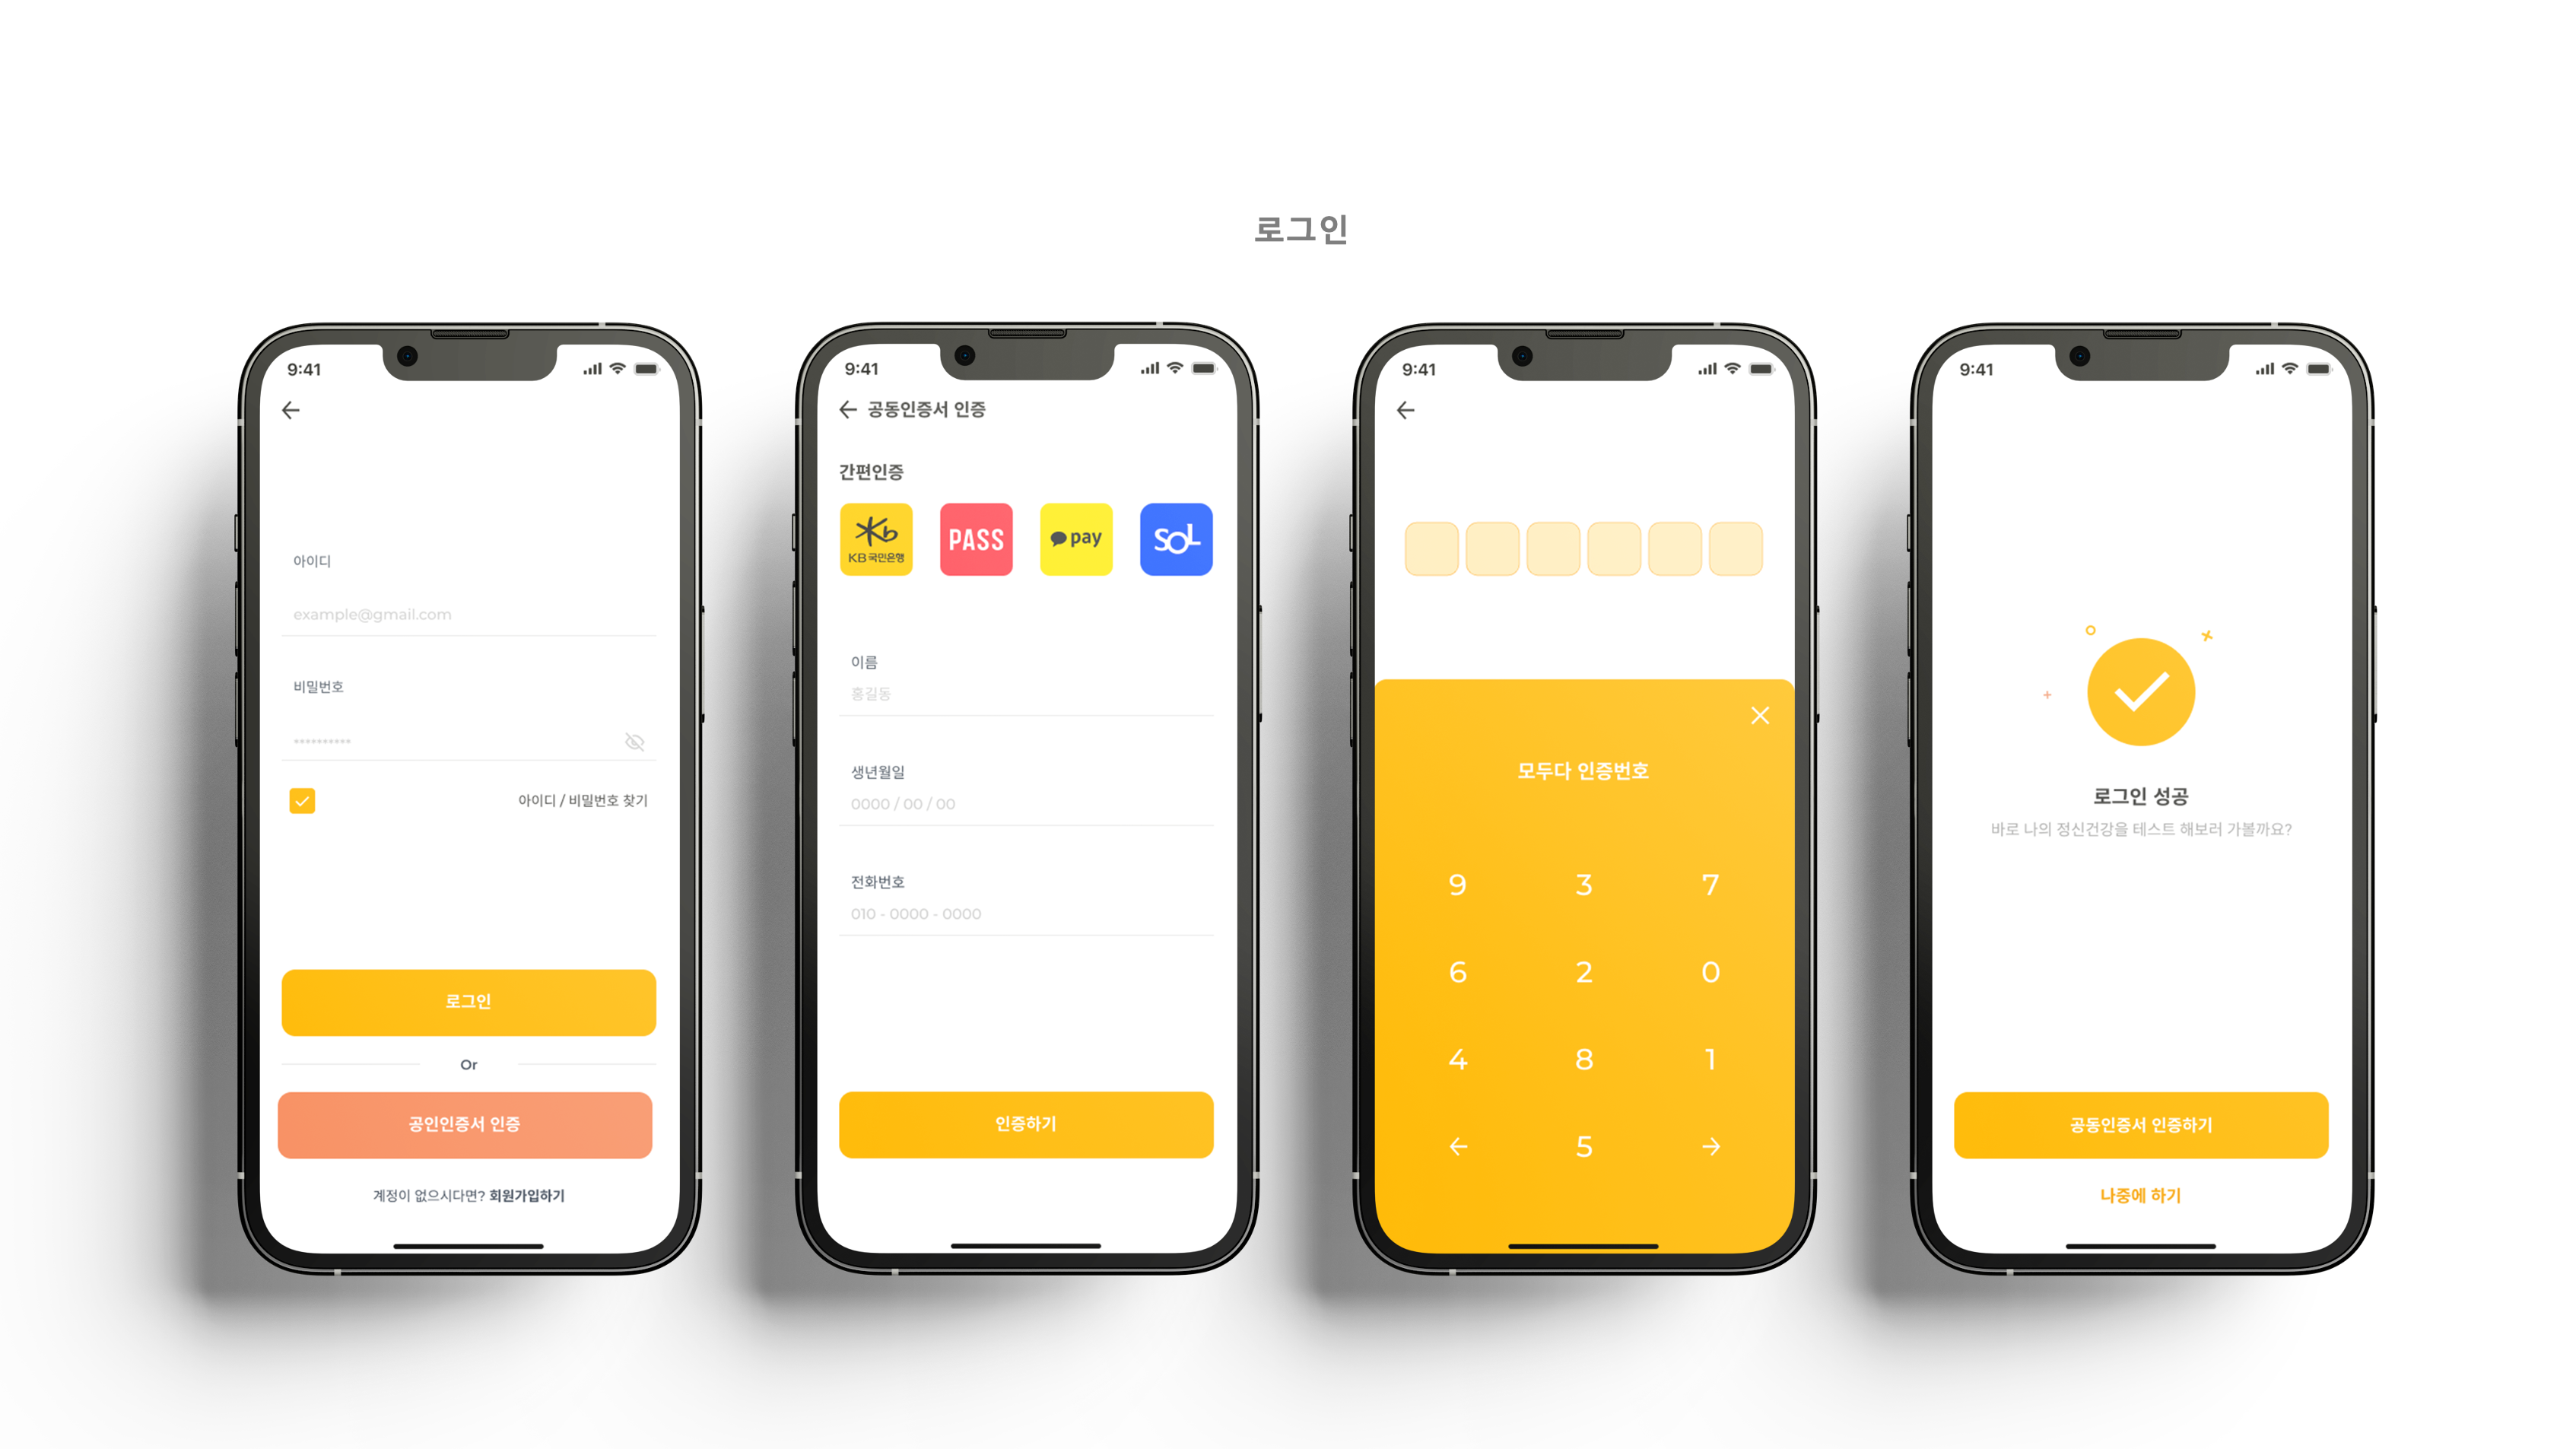 로그인
9:41
아이디
example@gmail.com
비밀번호
**********
아이디 / 비밀번호 찾기
로그인
Or
공인인증서 인증
계정이 없으시다면? 회원가입하기
9:41
공동인증서 인증
간편인증
KB국민은행
PASS
pay
SOL
이름
홍길동
생년월일
0000 / 00 / 00
전화번호
010 - 0000 - 0000
인증하기
9:41
모두다 인증번호
9 3 7
6 2 0
4 8 1
5
9:41
로그인 성공
바로 나의 정신건강을 테스트 해보러 가볼까요?
공동인증서 인증하기
나중에 하기